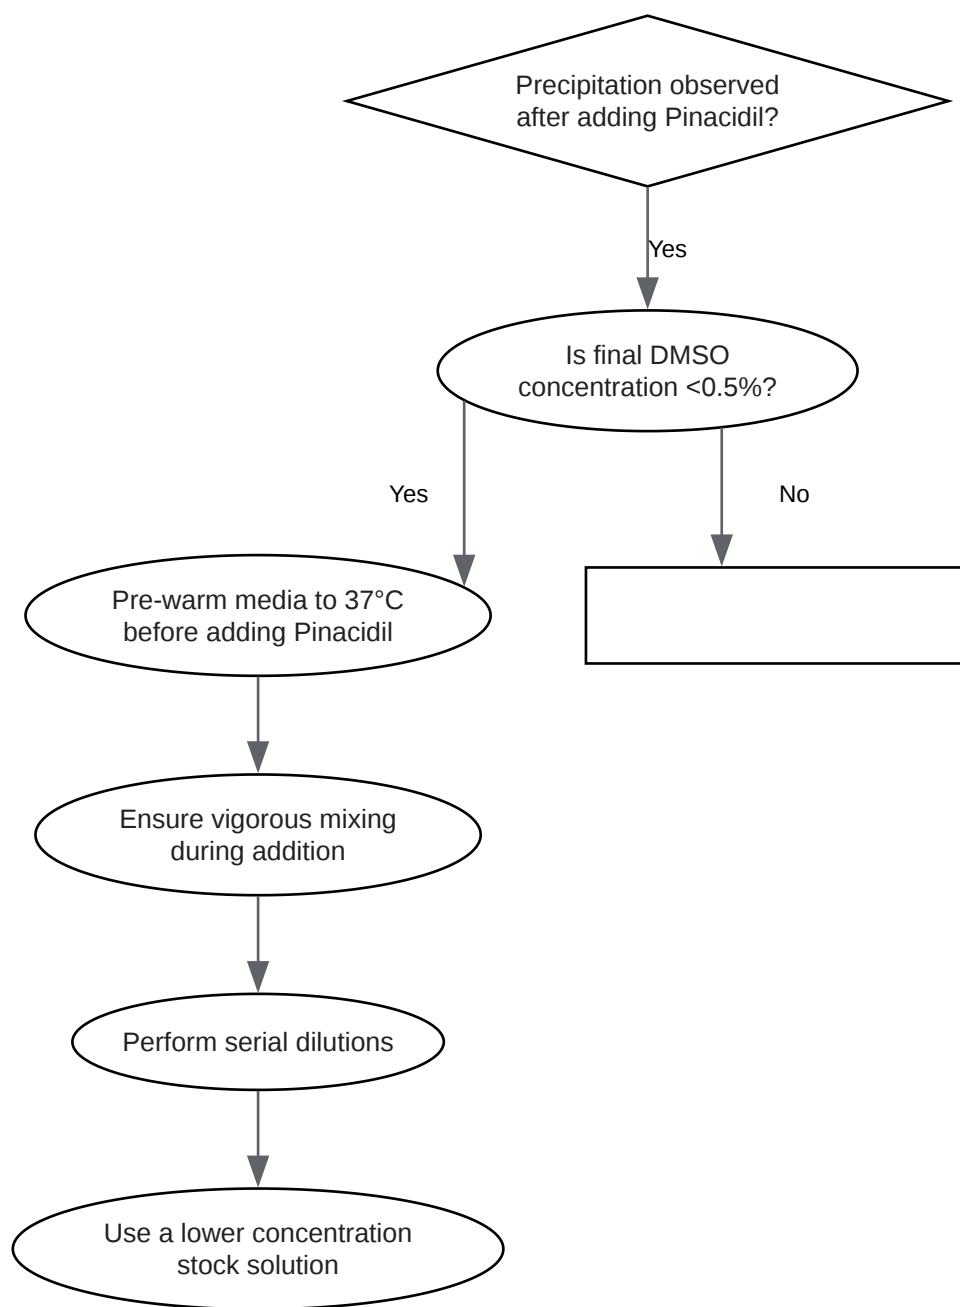 Precipitation observed
after adding Pinacidil?
Yes
Is final DMSO
concentration <0.5%?
Yes
No
Pre-warm media to 37°C
before adding Pinacidil
Ensure vigorous mixing
during addition
Perform serial dilutions
Use a lower concentration
stock solution